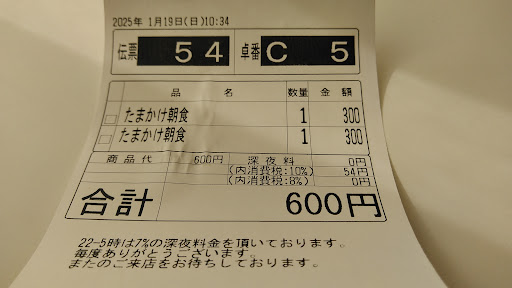 2025年 1月19日(日)10:34
伝票 54 卓番 C 5
品 名 数量 金 額
たまかけ朝食 1 300
たまかけ朝食 1 300
商品代 600円 深夜料 0円
(内消費税:10%) 54円
(内消費税:8%) 0円
合計 600円
22-5時は7%の深夜料金を頂いております。
毎度ありがとうございます。
またのご来店をお待ちしております。